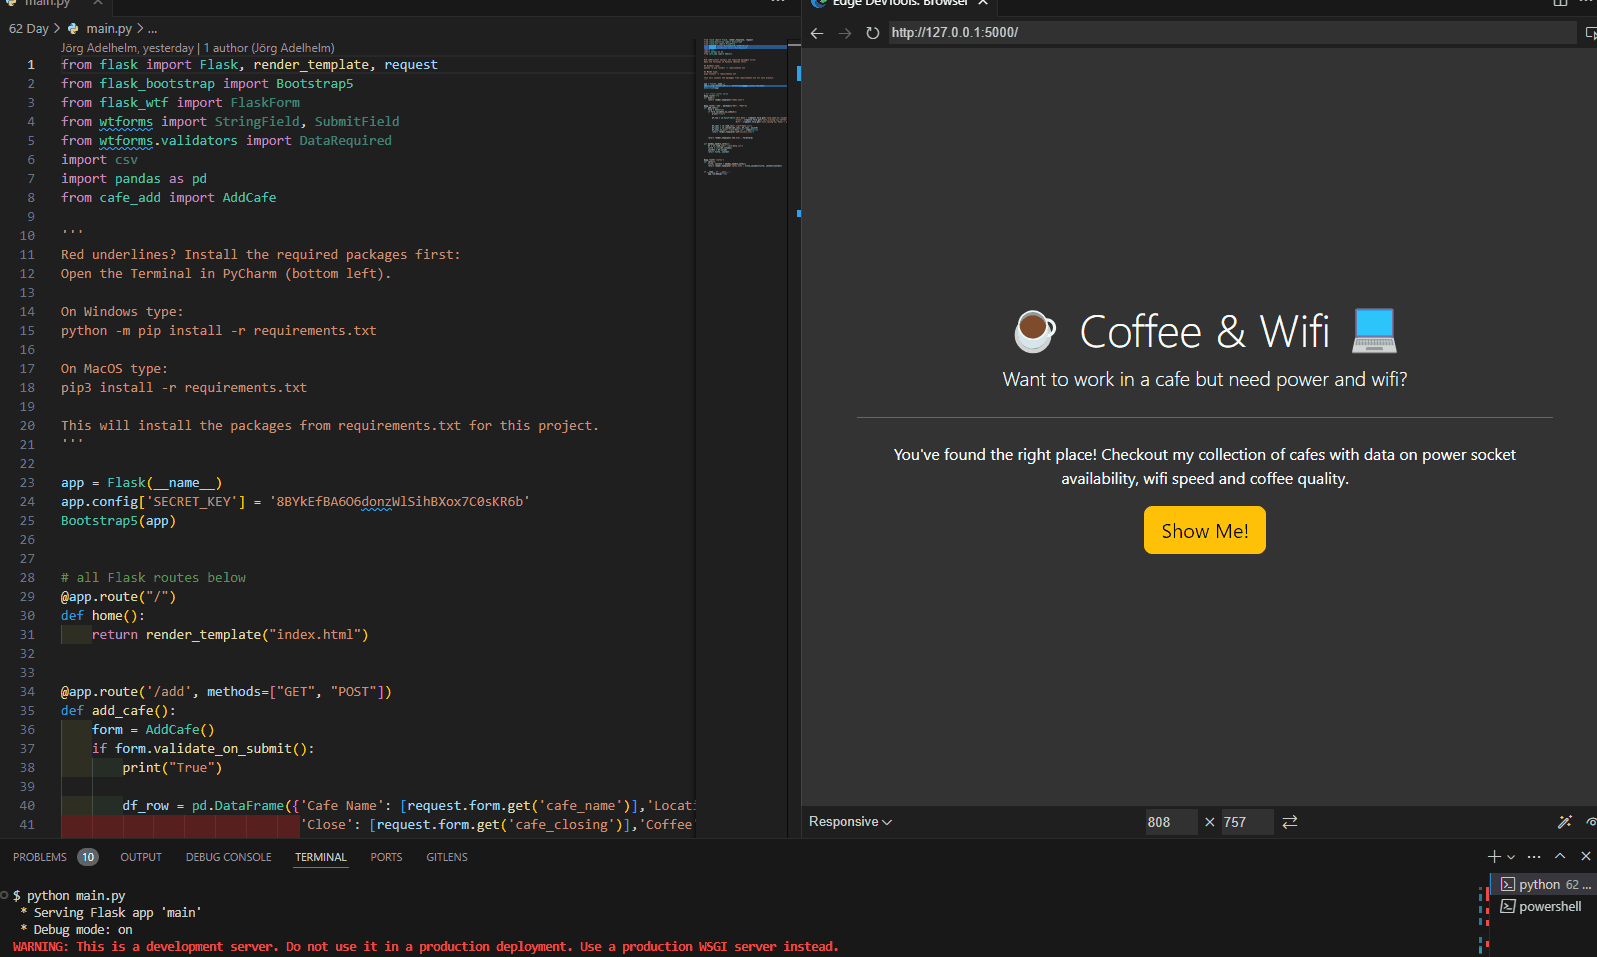 main.py
Edge DevTools: Browser
62 Day > main.py > ...
http://127.0.0.1:5000/
Jörg Adelhelm, yesterday | 1 author (Jörg Adelhelm)
1 from flask import Flask, render_template, request
2 from flask_bootstrap import Bootstrap5
3 from flask_wtf import FlaskForm
4 from wtforms import StringField, SubmitField
5 from wtforms.validators import DataRequired
6 import csv
7 import pandas as pd
8 from cafe_add import AddCafe
9
10 '''
11 Red underlines? Install the required packages first:
12 Open the Terminal in PyCharm (bottom left).
13
14 On Windows type:
15 python -m pip install -r requirements.txt
16
17 On MacOS type:
18 pip3 install -r requirements.txt
19
20 This will install the packages from requirements.txt for this project.
21 '''
22
23 app = Flask(__name__)
24 app.config['SECRET_KEY'] = '8BYkEfBA6O6donzWlSihBXox7C0sKR6b'
25 Bootstrap5(app)
26
27
28 # all Flask routes below
29 @app.route("/")
30 def home():
31 return render_template("index.html")
32
33
34 @app.route('/add', methods=["GET", "POST"])
35 def add_cafe():
36 form = AddCafe()
37 if form.validate_on_submit():
38 print("True")
39
40 df_row = pd.DataFrame({'Cafe Name': [request.form.get('cafe_name')],'Locati
41 'Close': [request.form.get('cafe_closing')],'Coffee'
Coffee & Wifi
Want to work in a cafe but need power and wifi?
You've found the right place! Checkout my collection of cafes with data on power socket
availability, wifi speed and coffee quality.
Show Me!
Responsive 808 × 757
PROBLEMS 10 OUTPUT DEBUG CONSOLE TERMINAL PORTS GITLENS
$ python main.py
* Serving Flask app 'main'
* Debug mode: on
WARNING: This is a development server. Do not use it in a production deployment. Use a production WSGI server instead.
python 62 ...
powershell